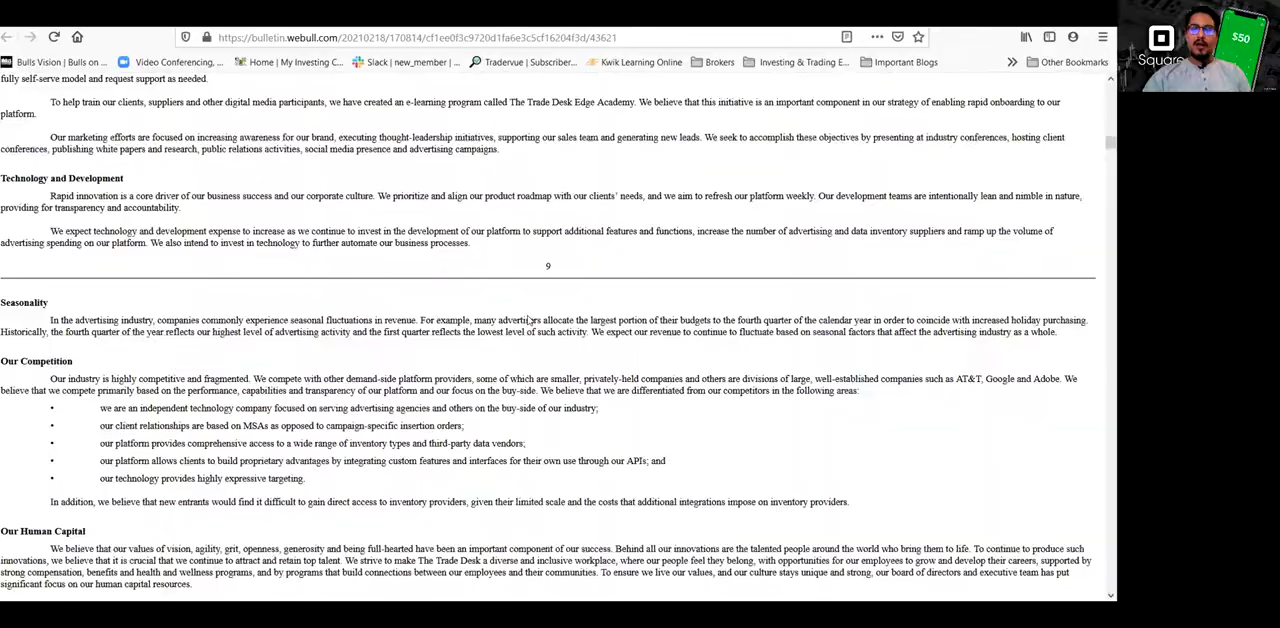 https://bulletin.webull.com/20210218/170814/cf1ee0f3c9720d1fa6e3c5cf16204f3d/43621
Bulls Vision | Bulls on ...
Video Conferencing, ...
Home | My Investing C...
Slack | new_member | ...
Tradervue | Subscriber...
Kwik Learning Online
Brokers
Investing & Trading E...
Important Blogs
Other Bookmarks
Square
$50
fully self-serve model and request support as needed.
To help train our clients, suppliers and other digital media participants, we have created an e-learning program called The Trade Desk Edge Academy. We believe that this initiative is an important component in our strategy of enabling rapid onboarding to our
platform.
Our marketing efforts are focused on increasing awareness for our brand, executing thought-leadership initiatives, supporting our sales team and generating new leads. We seek to accomplish these objectives by presenting at industry conferences, hosting client
conferences, publishing white papers and research, public relations activities, social media presence and advertising campaigns.
Technology and Development
Rapid innovation is a core driver of our business success and our corporate culture. We prioritize and align our product roadmap with our clients' needs, and we aim to refresh our platform weekly. Our development teams are intentionally lean and nimble in nature,
providing for transparency and accountability.
We expect technology and development expense to increase as we continue to invest in the development of our platform to support additional features and functions, increase the number of advertising and data inventory suppliers and ramp up the volume of
advertising spending on our platform. We also intend to invest in technology to further automate our business processes.
9
Seasonality
In the advertising industry, companies commonly experience seasonal fluctuations in revenue. For example, many advertisers allocate the largest portion of their budgets to the fourth quarter of the calendar year in order to coincide with increased holiday purchasing.
Historically, the fourth quarter of the year reflects our highest level of advertising activity and the first quarter reflects the lowest level of such activity. We expect our revenue to continue to fluctuate based on seasonal factors that affect the advertising industry as a whole.
Our Competition
Our industry is highly competitive and fragmented. We compete with other demand-side platform providers, some of which are smaller, privately-held companies and others are divisions of large, well-established companies such as AT&T, Google and Adobe. We
believe that we compete primarily based on the performance, capabilities and transparency of our platform and our focus on the buy-side. We believe that we are differentiated from our competitors in the following areas:
• we are an independent technology company focused on serving advertising agencies and others on the buy-side of our industry;
• our client relationships are based on MSAs as opposed to campaign-specific insertion orders;
• our platform provides comprehensive access to a wide range of inventory types and third-party data vendors;
• our platform allows clients to build proprietary advantages by integrating custom features and interfaces for their own use through our APIs; and
• our technology provides highly expressive targeting.
In addition, we believe that new entrants would find it difficult to gain direct access to inventory providers, given their limited scale and the costs that additional integrations impose on inventory providers.
Our Human Capital
We believe that our values of vision, agility, grit, openness, generosity and being full-hearted have been an important component of our success. Behind all our innovations are the talented people around the world who bring them to life. To continue to produce such
innovations, we believe that it is crucial that we continue to attract and retain top talent. We strive to make The Trade Desk a diverse and inclusive workplace, where our people feel they belong, with opportunities for our employees to grow and develop their careers, supported by
strong compensation, benefits and health and wellness programs, and by programs that build connections between our employees and their communities. To ensure we live our values, and our culture stays unique and strong, our board of directors and executive team has put
significant focus on our human capital resources.